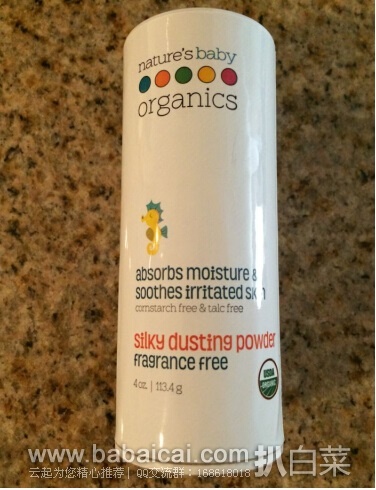 nature's baby
organics
absorbs moisture &
soothes irritated skin
cornstarch free & talc free
silky dusting powder
fragrance free
4 oz. | 113.4 g
USDA
ORGANIC
www.babaicai.com 扒白菜
云起为您精心推荐| QQ交流群：166618018